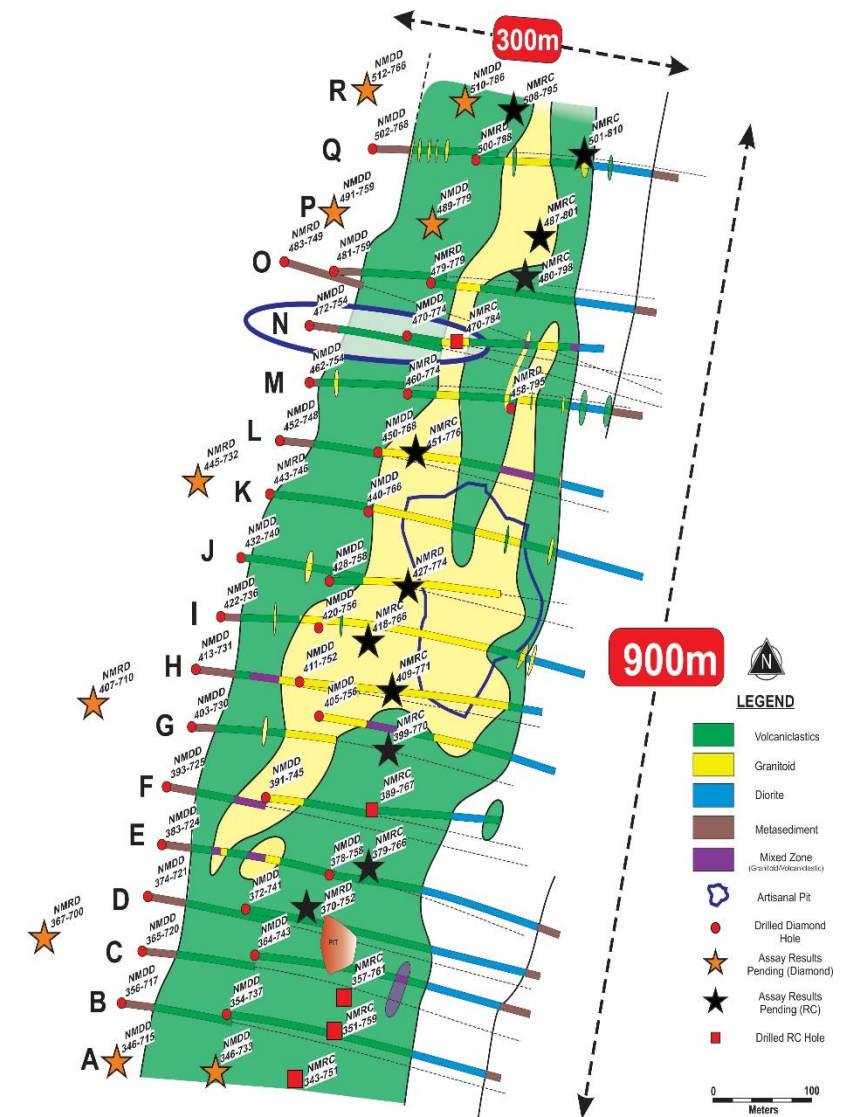 300m
NMDD
512-766
R
NMDD
510-786
NMRC
508-795
NMDD
502-768
Q
NMRD
500-788
NMRC
501-810
NMDD
491-759
P
NMDD
489-779
NMRC
487-801
NMRD
483-749
O
NMDD
481-759
NMRD
479-779
NMRC
480-798
NMDD
472-754
N
NMDD
470-774
NMRC
470-784
NMDD
462-754
M
NMRD
460-774
NMRD
458-795
NMDD
452-748
L
NMDD
450-768
NMRC
451-776
NMRD
445-732
NMRD
443-746
K
NMDD
440-766
NMDD
432-740
J
NMDD
428-758
NMRD
427-774
NMDD
422-736
I
NMDD
420-756
NMRC
418-766
NMDD
413-731
H
NMDD
411-752
NMRC
409-771
NMRD
407-710
NMDD
405-756
NMDD
403-730
G
NMRC
399-770
NMDD
393-725
F
NMDD
391-745
NMRC
389-767
NMDD
383-724
E
NMDD
378-758
NMRC
379-766
NMDD
374-721
D
NMDD
372-741
NMRD
370-752
NMRD
367-700
NMDD
365-720
C
NMDD
364-743
PIT
NMRC
357-761
NMDD
356-717
B
NMDD
354-737
NMRC
351-759
NMDD
346-715
A
NMDD
346-733
NMRC
343-751
900m
N
LEGEND
Volcaniclastics
Granitoid
Diorite
Metasediment
Mixed Zone
(Granitoid/Volcaniclastic)
Artisanal Pit
Drilled Diamond
Hole
Assay Results
Pending (Diamond)
Assay Results
Pending (RC)
Drilled RC Hole
0 100
Meters